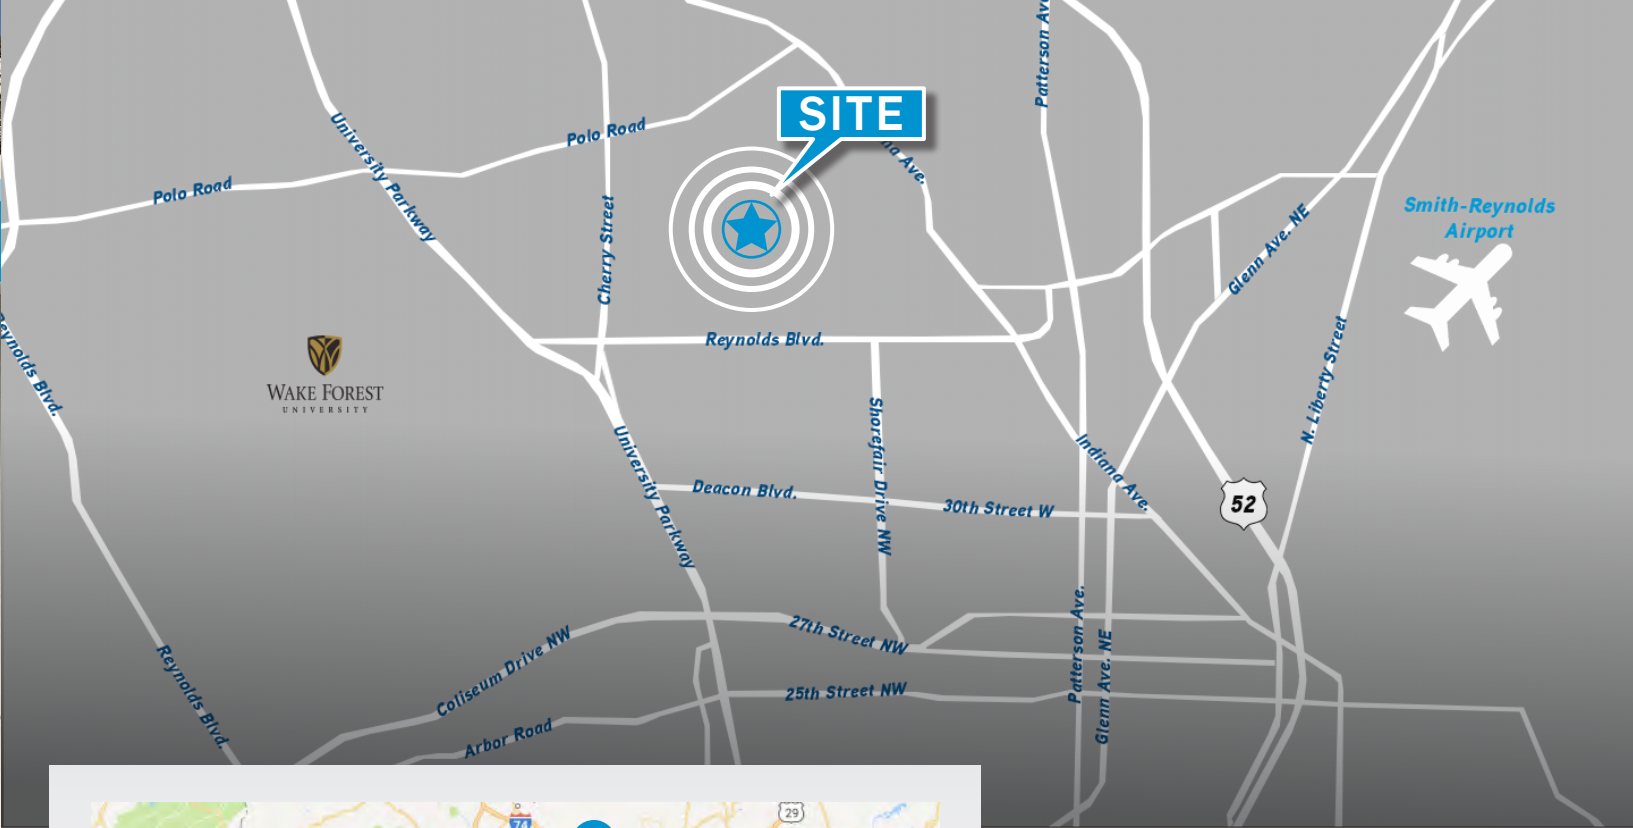 Patterson Ave
SITE
University Parkway
Polo Road
Polo Road
na Ave.
Cherry Street
Smith-Reynolds
Airport
Glenn Ave. NE
Reynolds Blvd.
Reynolds Blvd.
WAKE FOREST
UNIVERSITY
N. Liberty Street
Shorefair Drive NW
University Parkway
Indiana Ave.
Deacon Blvd.
30th Street W
52
27th Street NW
Coliseum Drive NW
Patterson Ave.
Glenn Ave. NE
Reynolds Blvd.
25th Street NW
Arbor Road
74
29